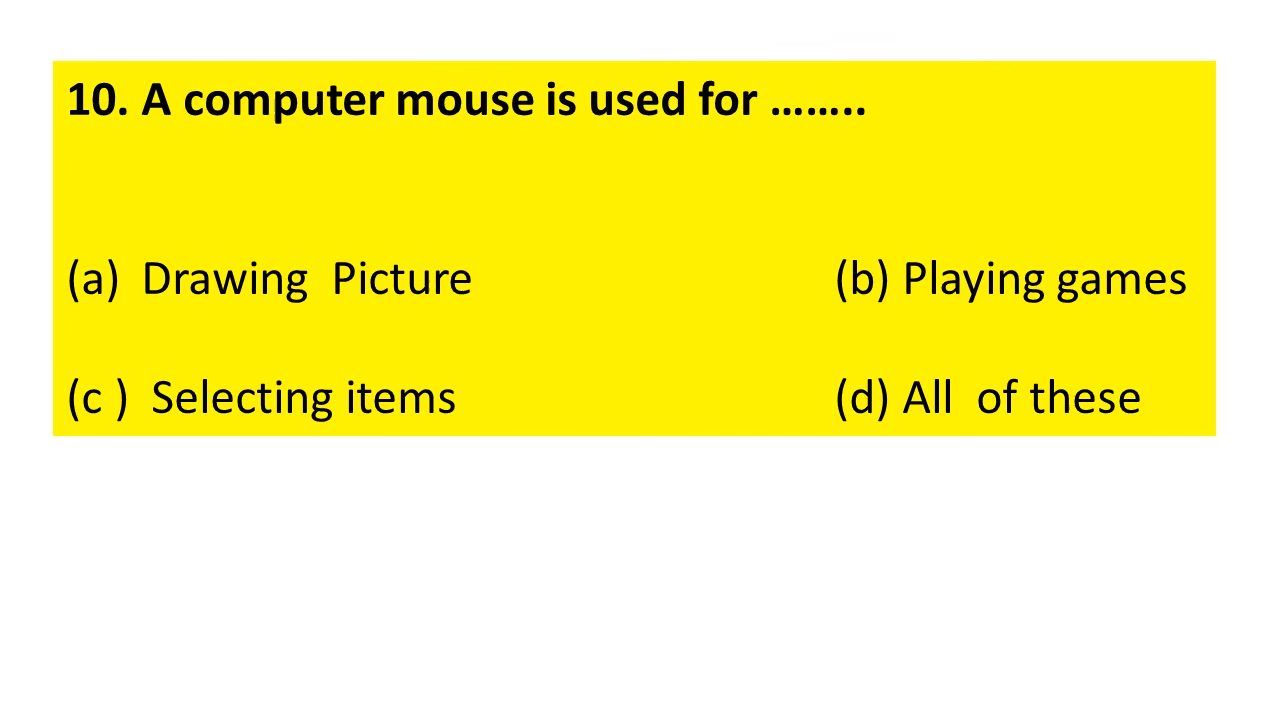 10. A computer mouse is used for ……..
(a)  Drawing  Picture (b) Playing games
(c )  Selecting items (d) All  of these